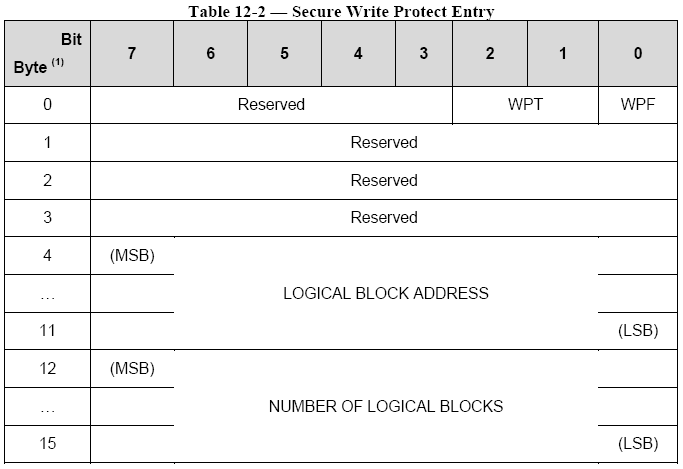 Table 12-2 — Secure Write Protect Entry
Bit
Byte (1) 7 6 5 4 3 2 1 0
0 Reserved WPT WPF
1 Reserved
2 Reserved
3 Reserved
4 (MSB)
… LOGICAL BLOCK ADDRESS
11 (LSB)
12 (MSB)
… NUMBER OF LOGICAL BLOCKS
15 (LSB)